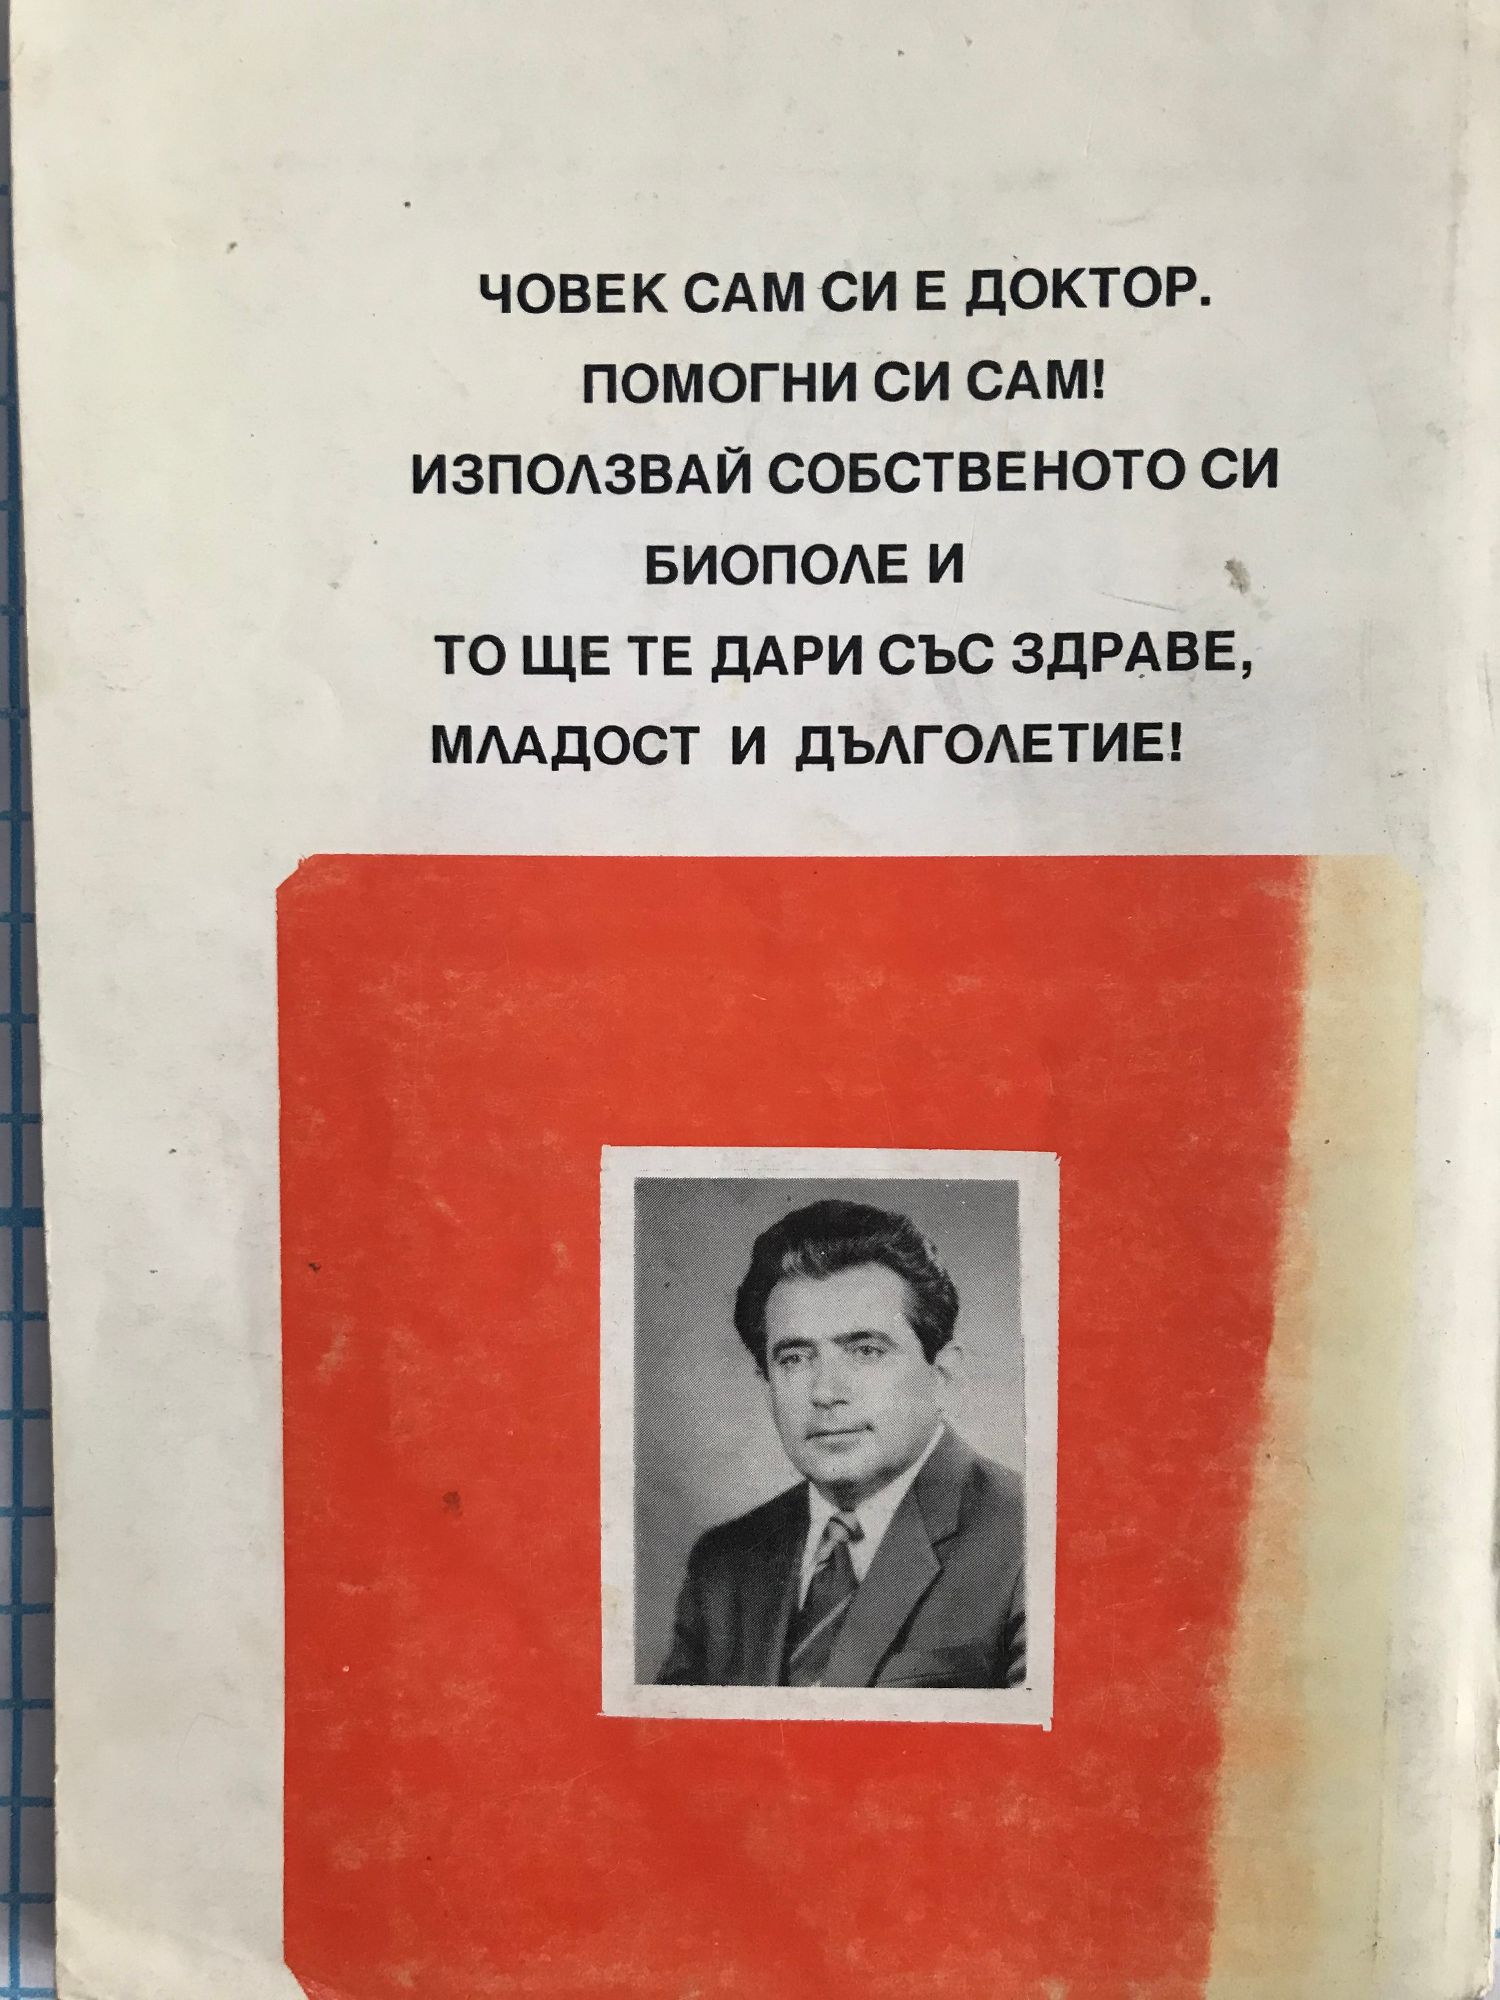 ЧОВЕК САМ СИ Е ДОКТОР.
ПОМОГНИ СИ САМ!
ИЗПОЛЗВАЙ СОБСТВЕНОТО СИ
БИОПОЛЕ И
ТО ЩЕ ТЕ ДАРИ СЪС ЗДРАВЕ,
МЛАДОСТ И ДЪЛГОЛЕТИЕ!